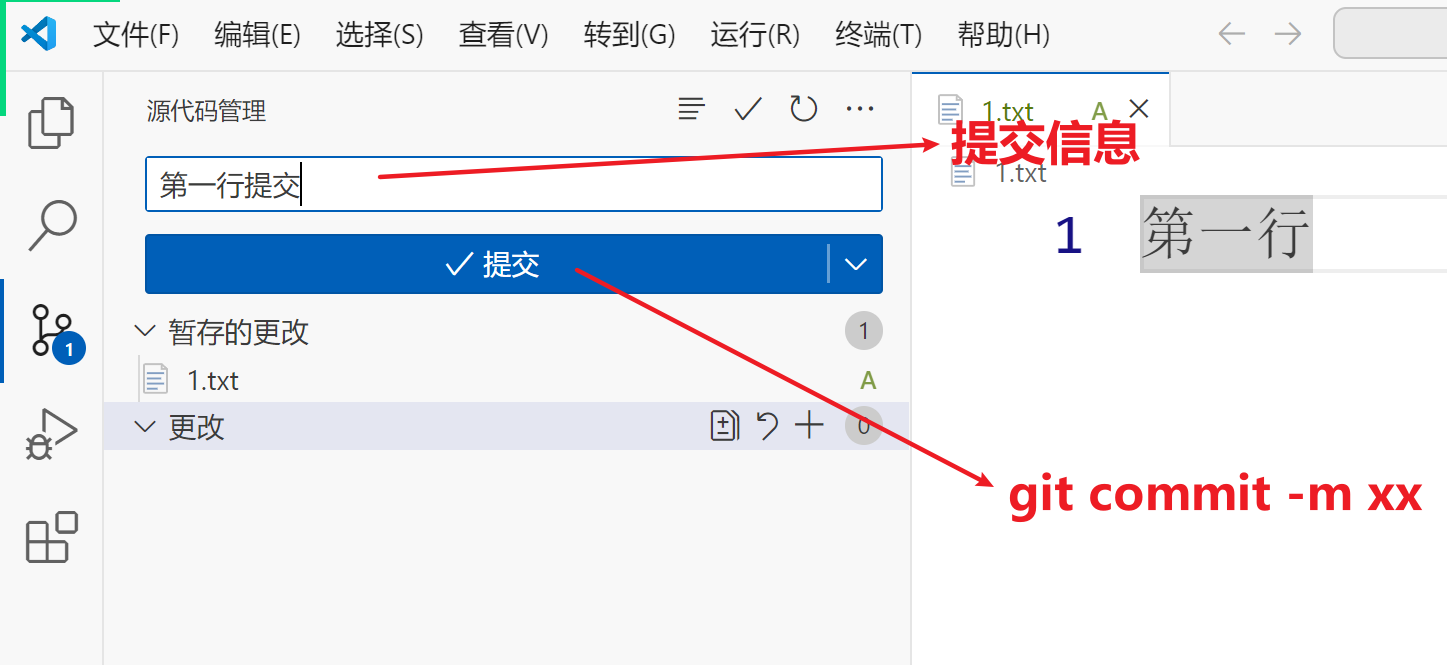 文件(F) 编辑(E) 选择(S) 查看(V) 转到(G) 运行(R) 终端(T) 帮助(H)
源代码管理
1.txt A
提交信息
第一行提交
1.txt
1 第一行
提交
暂存的更改 1
1
1.txt A
更改 0
git commit -m xx